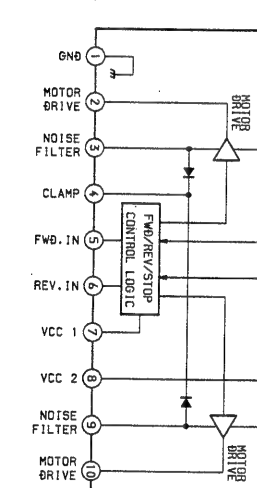 GND 1
MOTOR
DRIVE 2
NOISE
FILTER 3
CLAMP 4
FWD.IN 5
REV.IN 6
VCC 1 7
VCC 2 8
NOISE
FILTER 9
MOTOR
DRIVE 10
MOTOR
DRIVE
FWD/REV/STOP
CONTROL LOGIC
MOTOR
DRIVE